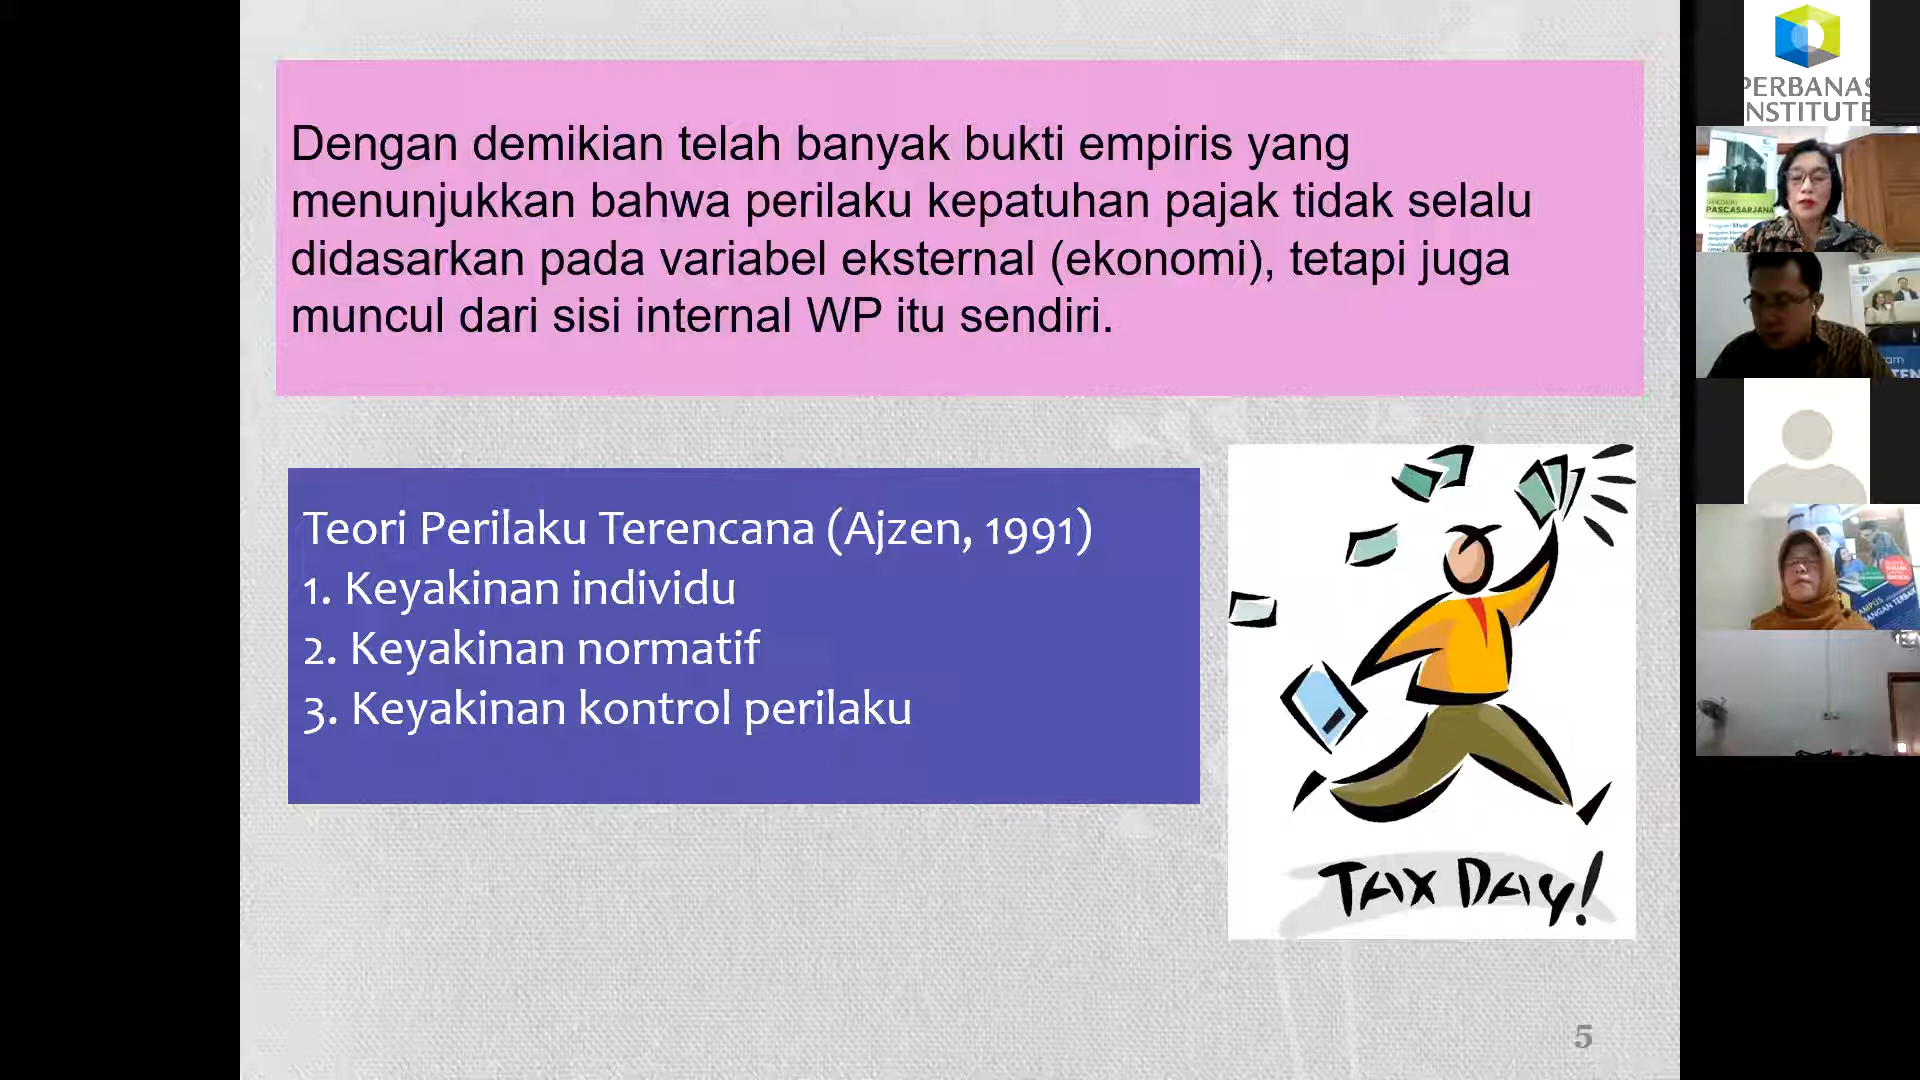 Dengan demikian telah banyak bukti empiris yang
menunjukkan bahwa perilaku kepatuhan pajak tidak selalu
didasarkan pada variabel eksternal (ekonomi), tetapi juga
muncul dari sisi internal WP itu sendiri.
Teori Perilaku Terencana (Ajzen, 1991)
1. Keyakinan individu
2. Keyakinan normatif
3. Keyakinan kontrol perilaku
TAX DAY!
5
PERBANAS
INSTITUTE
PASCASARJANA